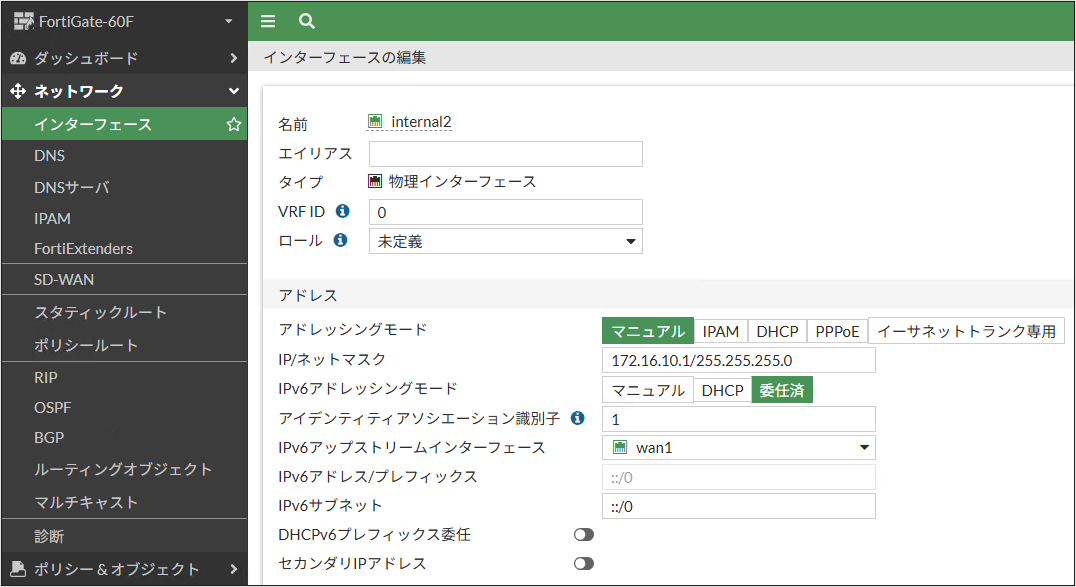 FortiGate-60F
ダッシュボード
ネットワーク
インターフェース
DNS
DNSサーバ
IPAM
FortiExtenders
SD-WAN
スタティックルート
ポリシールート
RIP
OSPF
BGP
ルーティングオブジェクト
マルチキャスト
診断
ポリシー & オブジェクト
インターフェースの編集
名前 internal2
エイリアス
タイプ 物理インターフェース
VRF ID 0
ロール 未定義
アドレス
アドレッシングモード マニュアル IPAM DHCP PPPoE イーサネットトランク専用
IP/ネットマスク 172.16.10.1/255.255.255.0
IPv6アドレッシングモード マニュアル DHCP 委任済
アイデンティティアソシエーション識別子 1
IPv6アップストリームインターフェース wan1
IPv6アドレス/プレフィックス ::/0
IPv6サブネット ::/0
DHCPv6プレフィックス委任
セカンダリIPアドレス